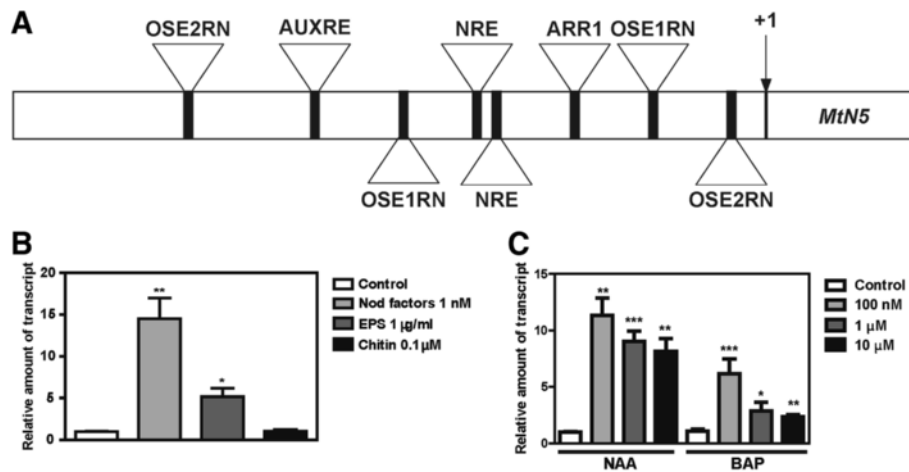 A
+1
OSE2RN AUXRE NRE ARR1 OSE1RN
MtN5
OSE1RN NRE OSE2RN
B
Relative amount of transcript
20
15
10
5
0
**
*
Control
Nod factors 1 nM
EPS 1 µg/ml
Chitin 0.1µM
C
Relative amount of transcript
15
10
5
0
** *** ** *** * **
NAA BAP
Control
100 nM
1 µM
10 µM